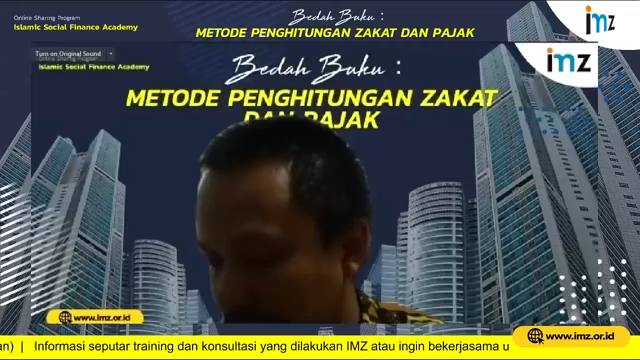 Online Sharing Program
Islamic Social Finance Academy
Bedah Buku :
METODE PENGHITUNGAN ZAKAT DAN PAJAK
imz
Turn on Original Sound
Islamic Social Finance Academy
Bedah Buku :
METODE PENGHITUNGAN ZAKAT
DAN PAJAK
imz
www.imz.or.id
an) | Informasi seputar training dan konsultasi yang dilakukan IMZ atau ingin bekerjasama u
www.imz.or.id